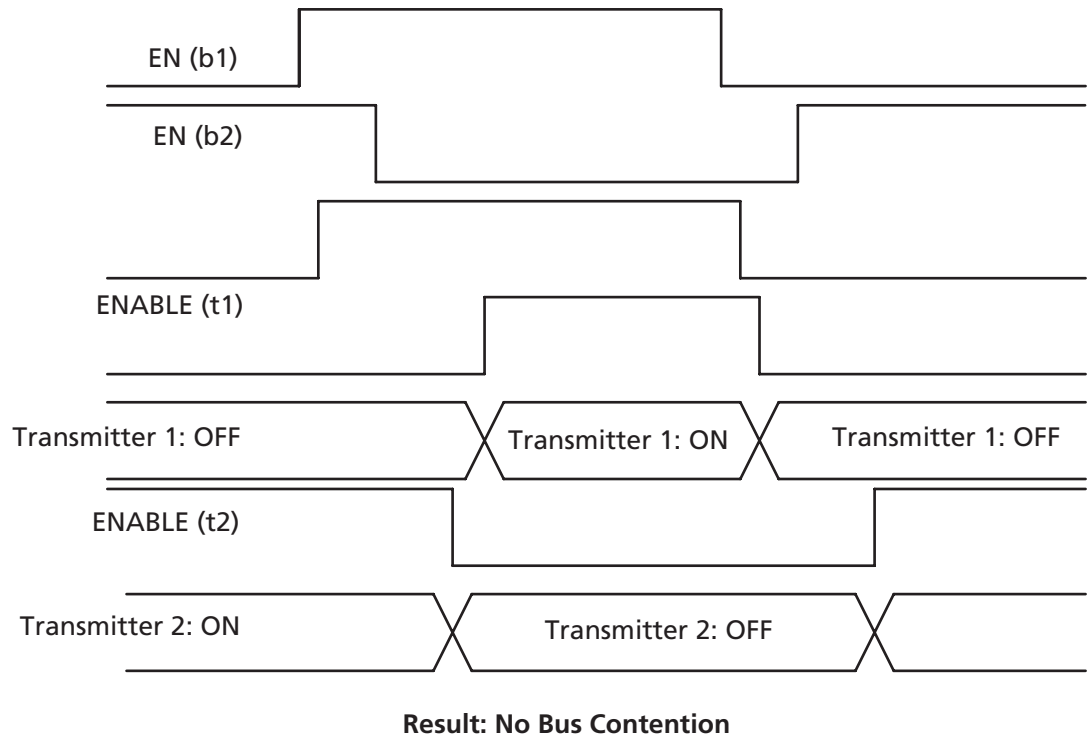 EN (b1)
EN (b2)
ENABLE (t1)
Transmitter 1: OFF
Transmitter 1: ON
Transmitter 1: OFF
ENABLE (t2)
Transmitter 2: ON
Transmitter 2: OFF
Result: No Bus Contention